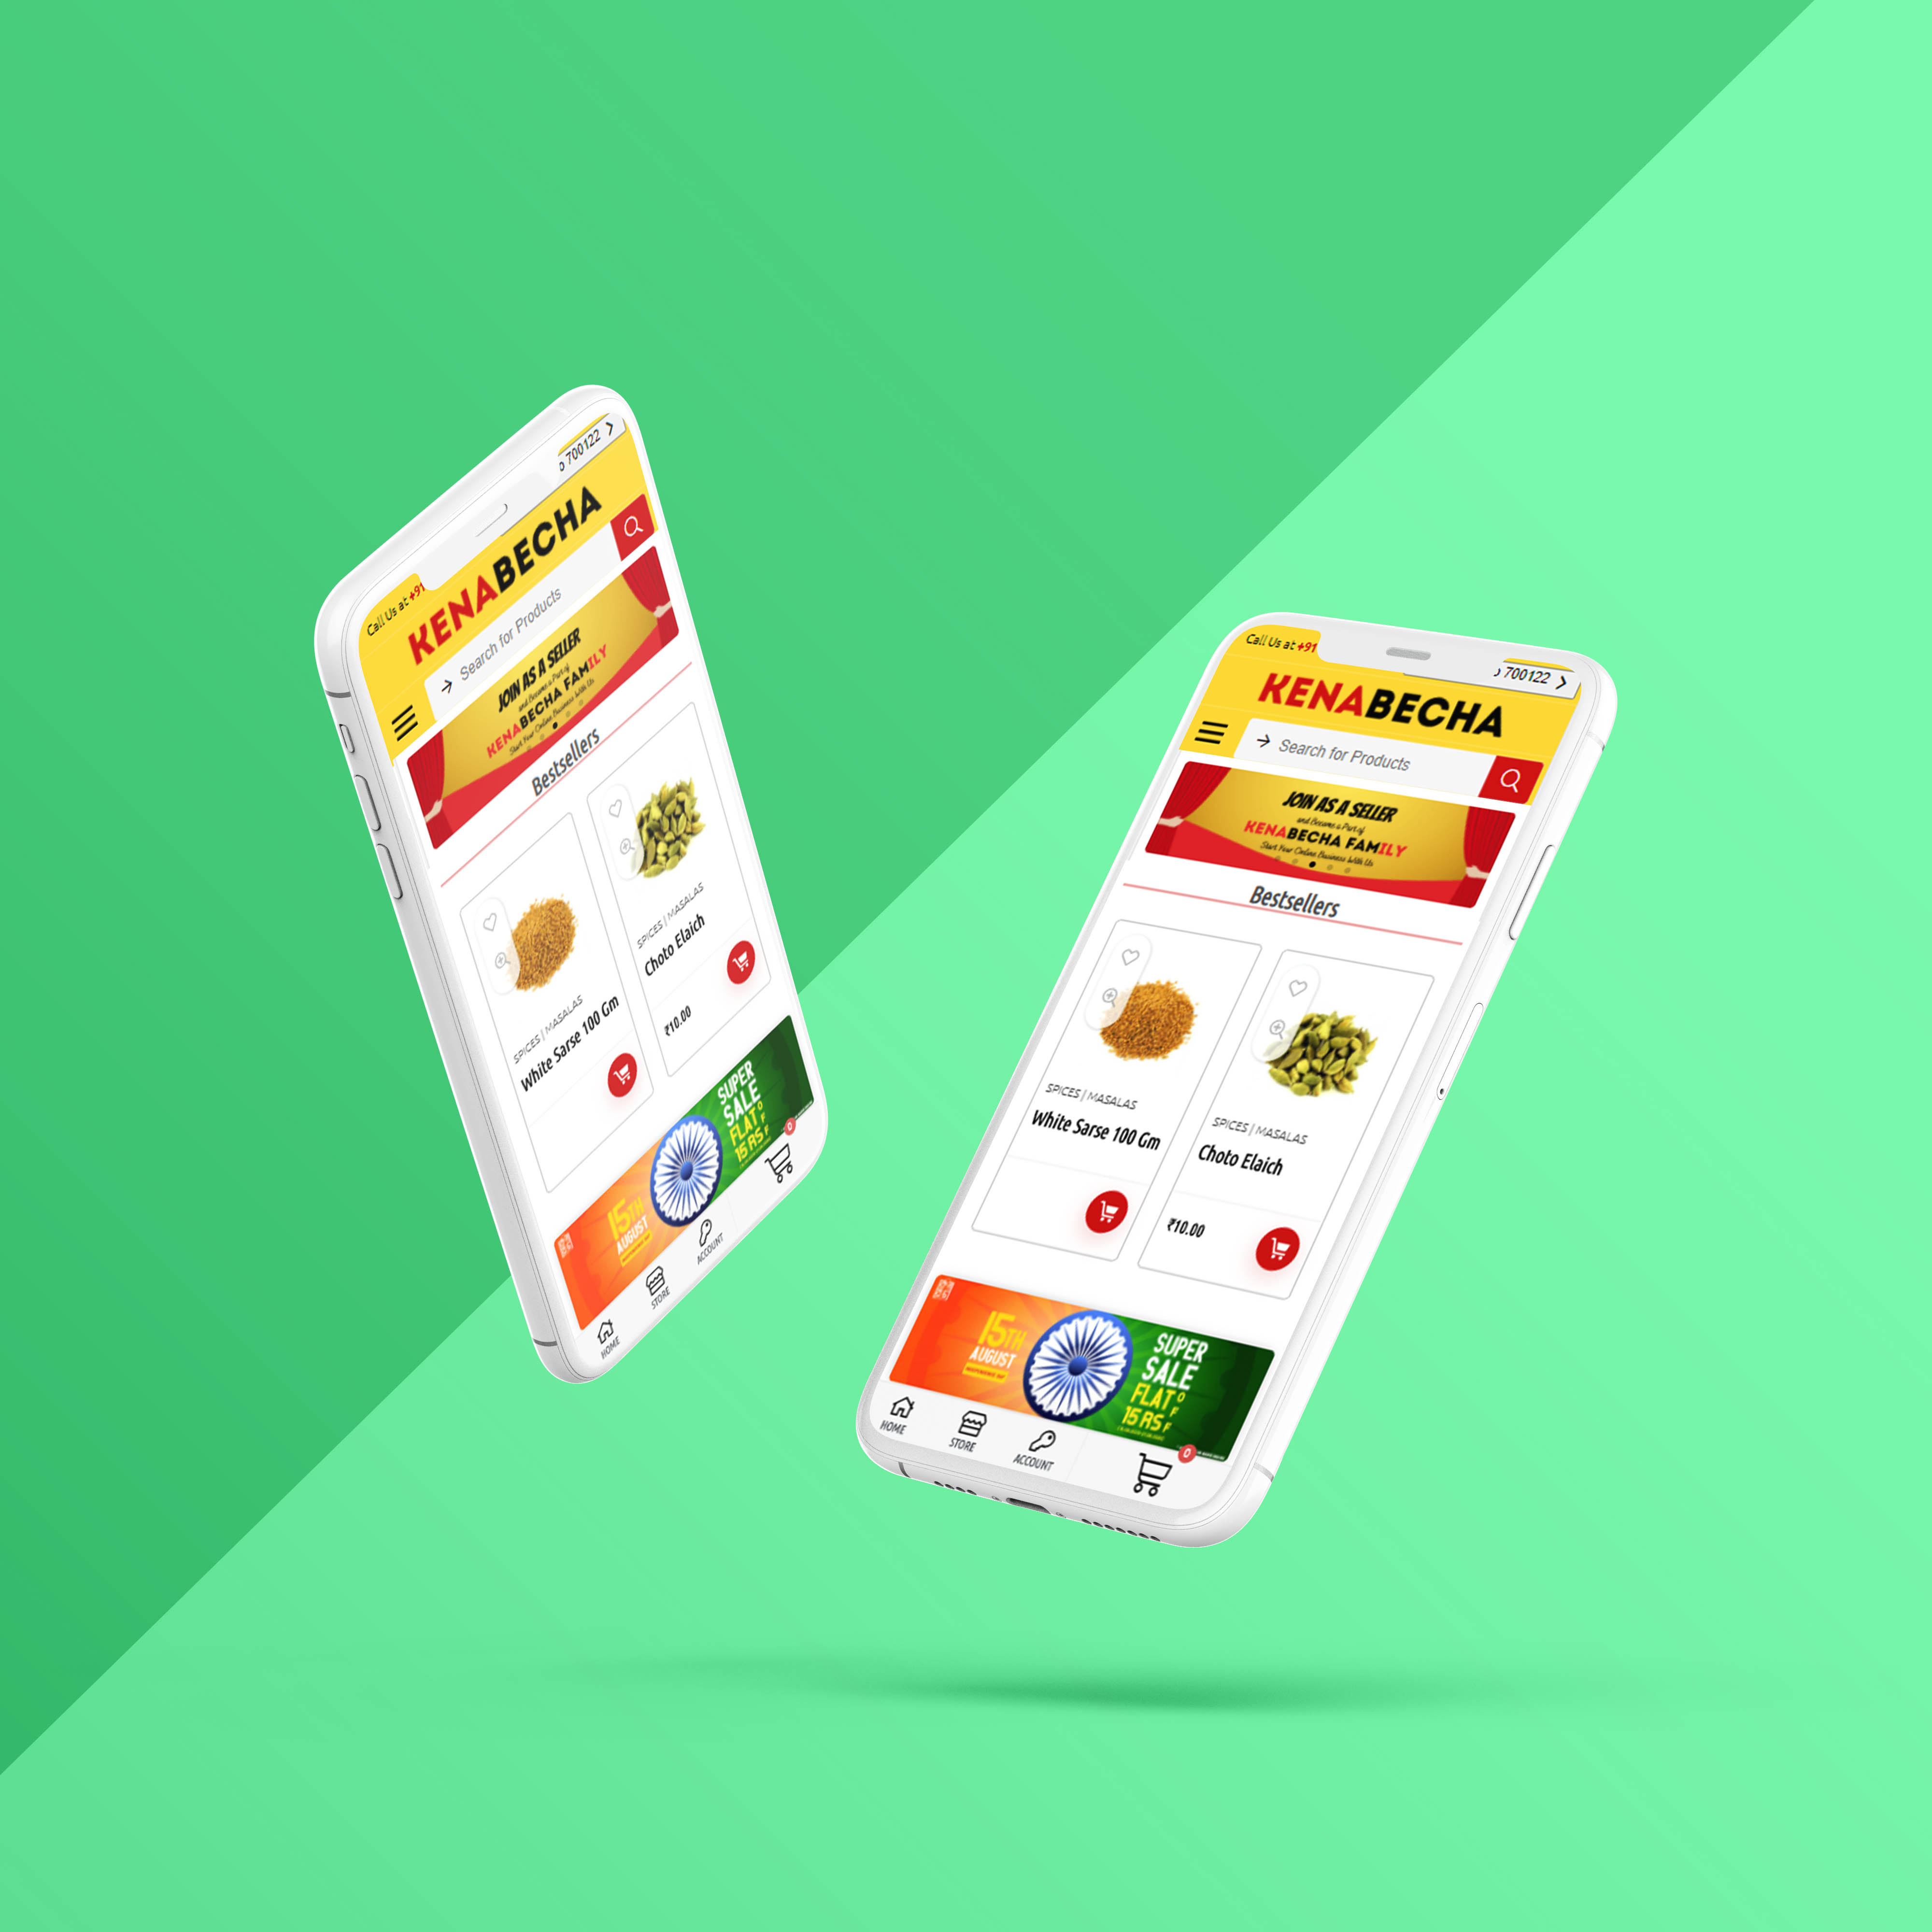 Call Us at +91
700122
KENABECHA
Search for Products
JOIN AS A SELLER
and Became a Part of
KENABECHA FAMILY
Start Your Online Business With Us
Bestsellers
SPICES | MASALAS
Choto Elaich
₹10.00
SPICES | MASALAS
White Sarse 100 Gm
15TH
AUGUST
SUPER
SALE
FLAT
15 RS
OFF
0
HOME
STORE
ACCOUNT
Call Us at +91
700122
KENABECHA
Search for Products
JOIN AS A SELLER
and Became a Part of
KENABECHA FAMILY
Start Your Online Business With Us
Bestsellers
SPICES | MASALAS
White Sarse 100 Gm
SPICES | MASALAS
Choto Elaich
₹10.00
15TH
AUGUST
INDEPENDENCE DAY
SUPER
SALE
FLAT
15 RS
OFF
0
HOME
STORE
ACCOUNT